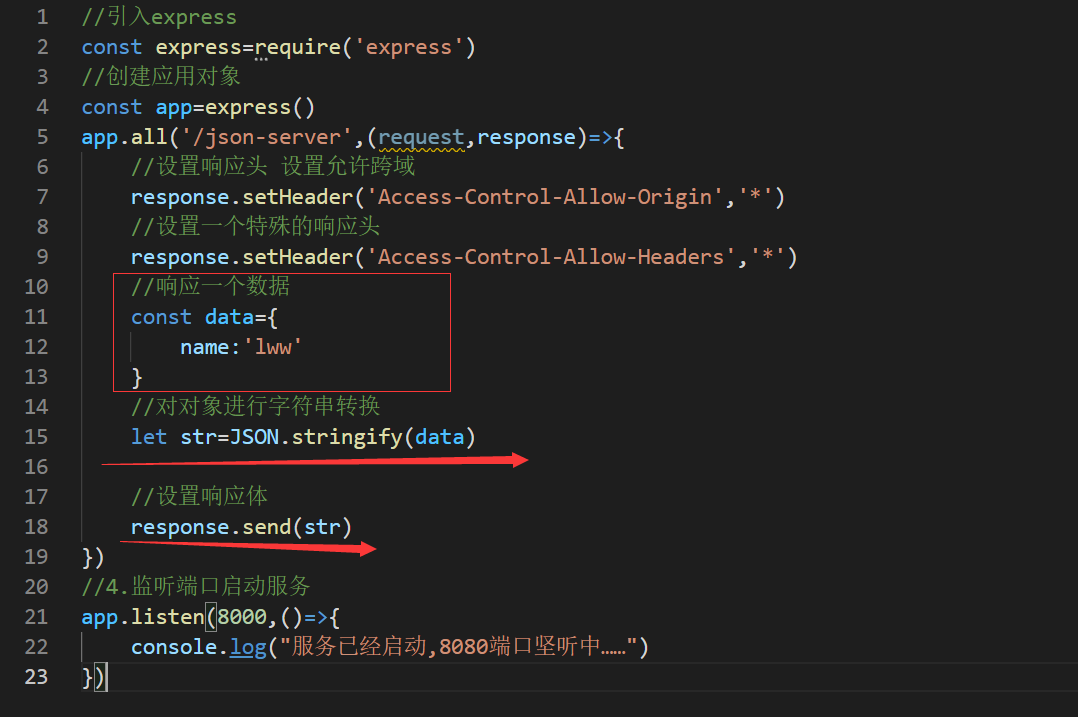 1 //引入express
2 const express=require('express')
3 //创建应用对象
4 const app=express()
5 app.all('/json-server',(request,response)=>{
6 //设置响应头 设置允许跨域
7 response.setHeader('Access-Control-Allow-Origin','*')
8 //设置一个特殊的响应头
9 response.setHeader('Access-Control-Allow-Headers','*')
10 //响应一个数据
11 const data={
12 name:'lww'
13 }
14 //对对象进行字符串转换
15 let str=JSON.stringify(data)
16
17 //设置响应体
18 response.send(str)
19 })
20 //4.监听端口启动服务
21 app.listen(8000,()=>{
22 console.log("服务已经启动,8080端口坚听中……")
23 })